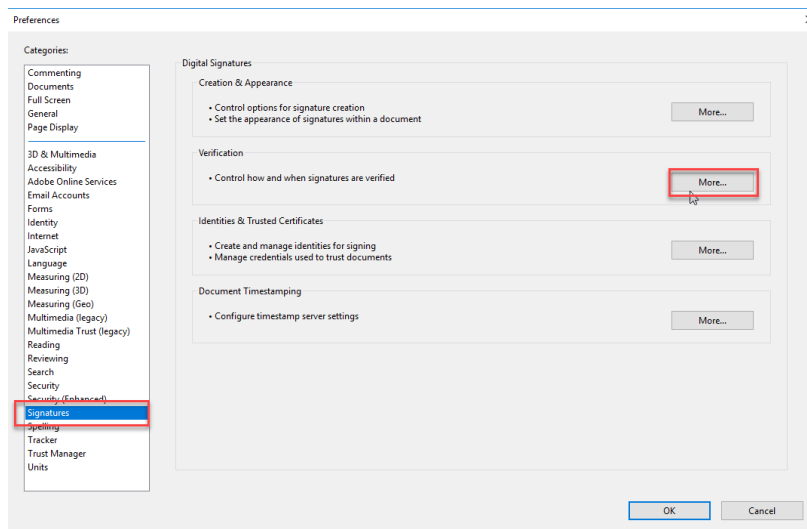 Preferences
Categories:
Commenting
Documents
Full Screen
General
Page Display
3D & Multimedia
Accessibility
Adobe Online Services
Email Accounts
Forms
Identity
Internet
JavaScript
Language
Measuring (2D)
Measuring (3D)
Measuring (Geo)
Multimedia (legacy)
Multimedia Trust (legacy)
Reading
Reviewing
Search
Security
Security (Enhanced)
Signatures
Spelling
Tracker
Trust Manager
Units
Digital Signatures
Creation & Appearance
• Control options for signature creation
• Set the appearance of signatures within a document
More...
Verification
• Control how and when signatures are verified
More...
Identities & Trusted Certificates
• Create and manage identities for signing
• Manage credentials used to trust documents
More...
Document Timestamping
• Configure timestamp server settings
More...
OK
Cancel